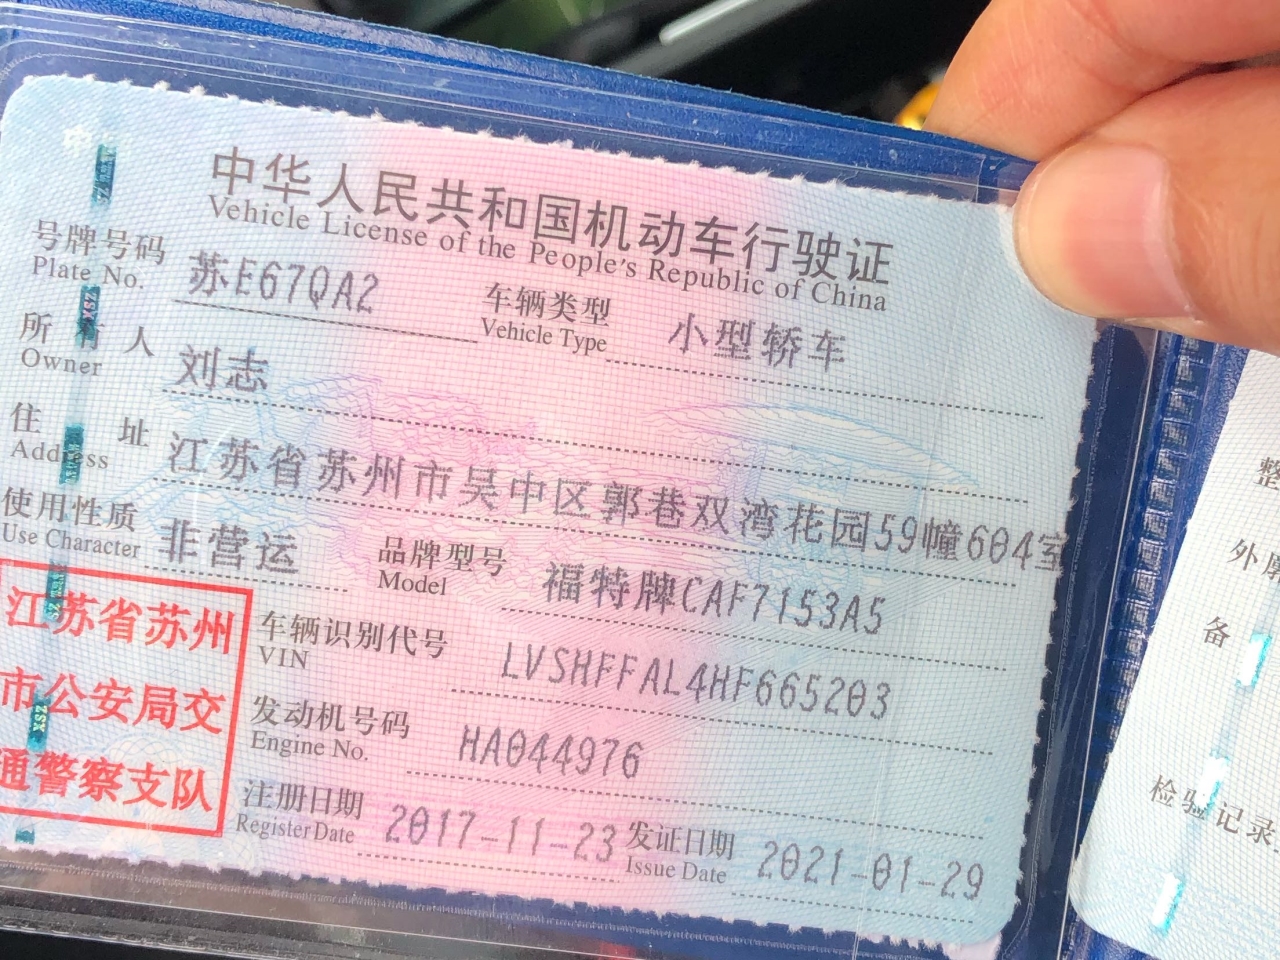 中华人民共和国机动车行驶证
Vehicle License of the People's Republic of China
号牌号码 苏E67QA2 车辆类型 小型轿车
Plate No. Vehicle Type
所有人 刘志
Owner
住址 江苏省苏州市吴中区郭巷双湾花园59幢604室
Address
使用性质 非营运 品牌型号 福特牌CAF7153A5
Use Character Model
江苏省苏州
市公安局交
通警察支队
车辆识别代号 LVSHFFAL4HF665203
VIN
发动机号码 HA044976
Engine No.
注册日期 2017-11-23 发证日期 2021-01-29
Register Date Issue Date
整
外廓
备
检验记录